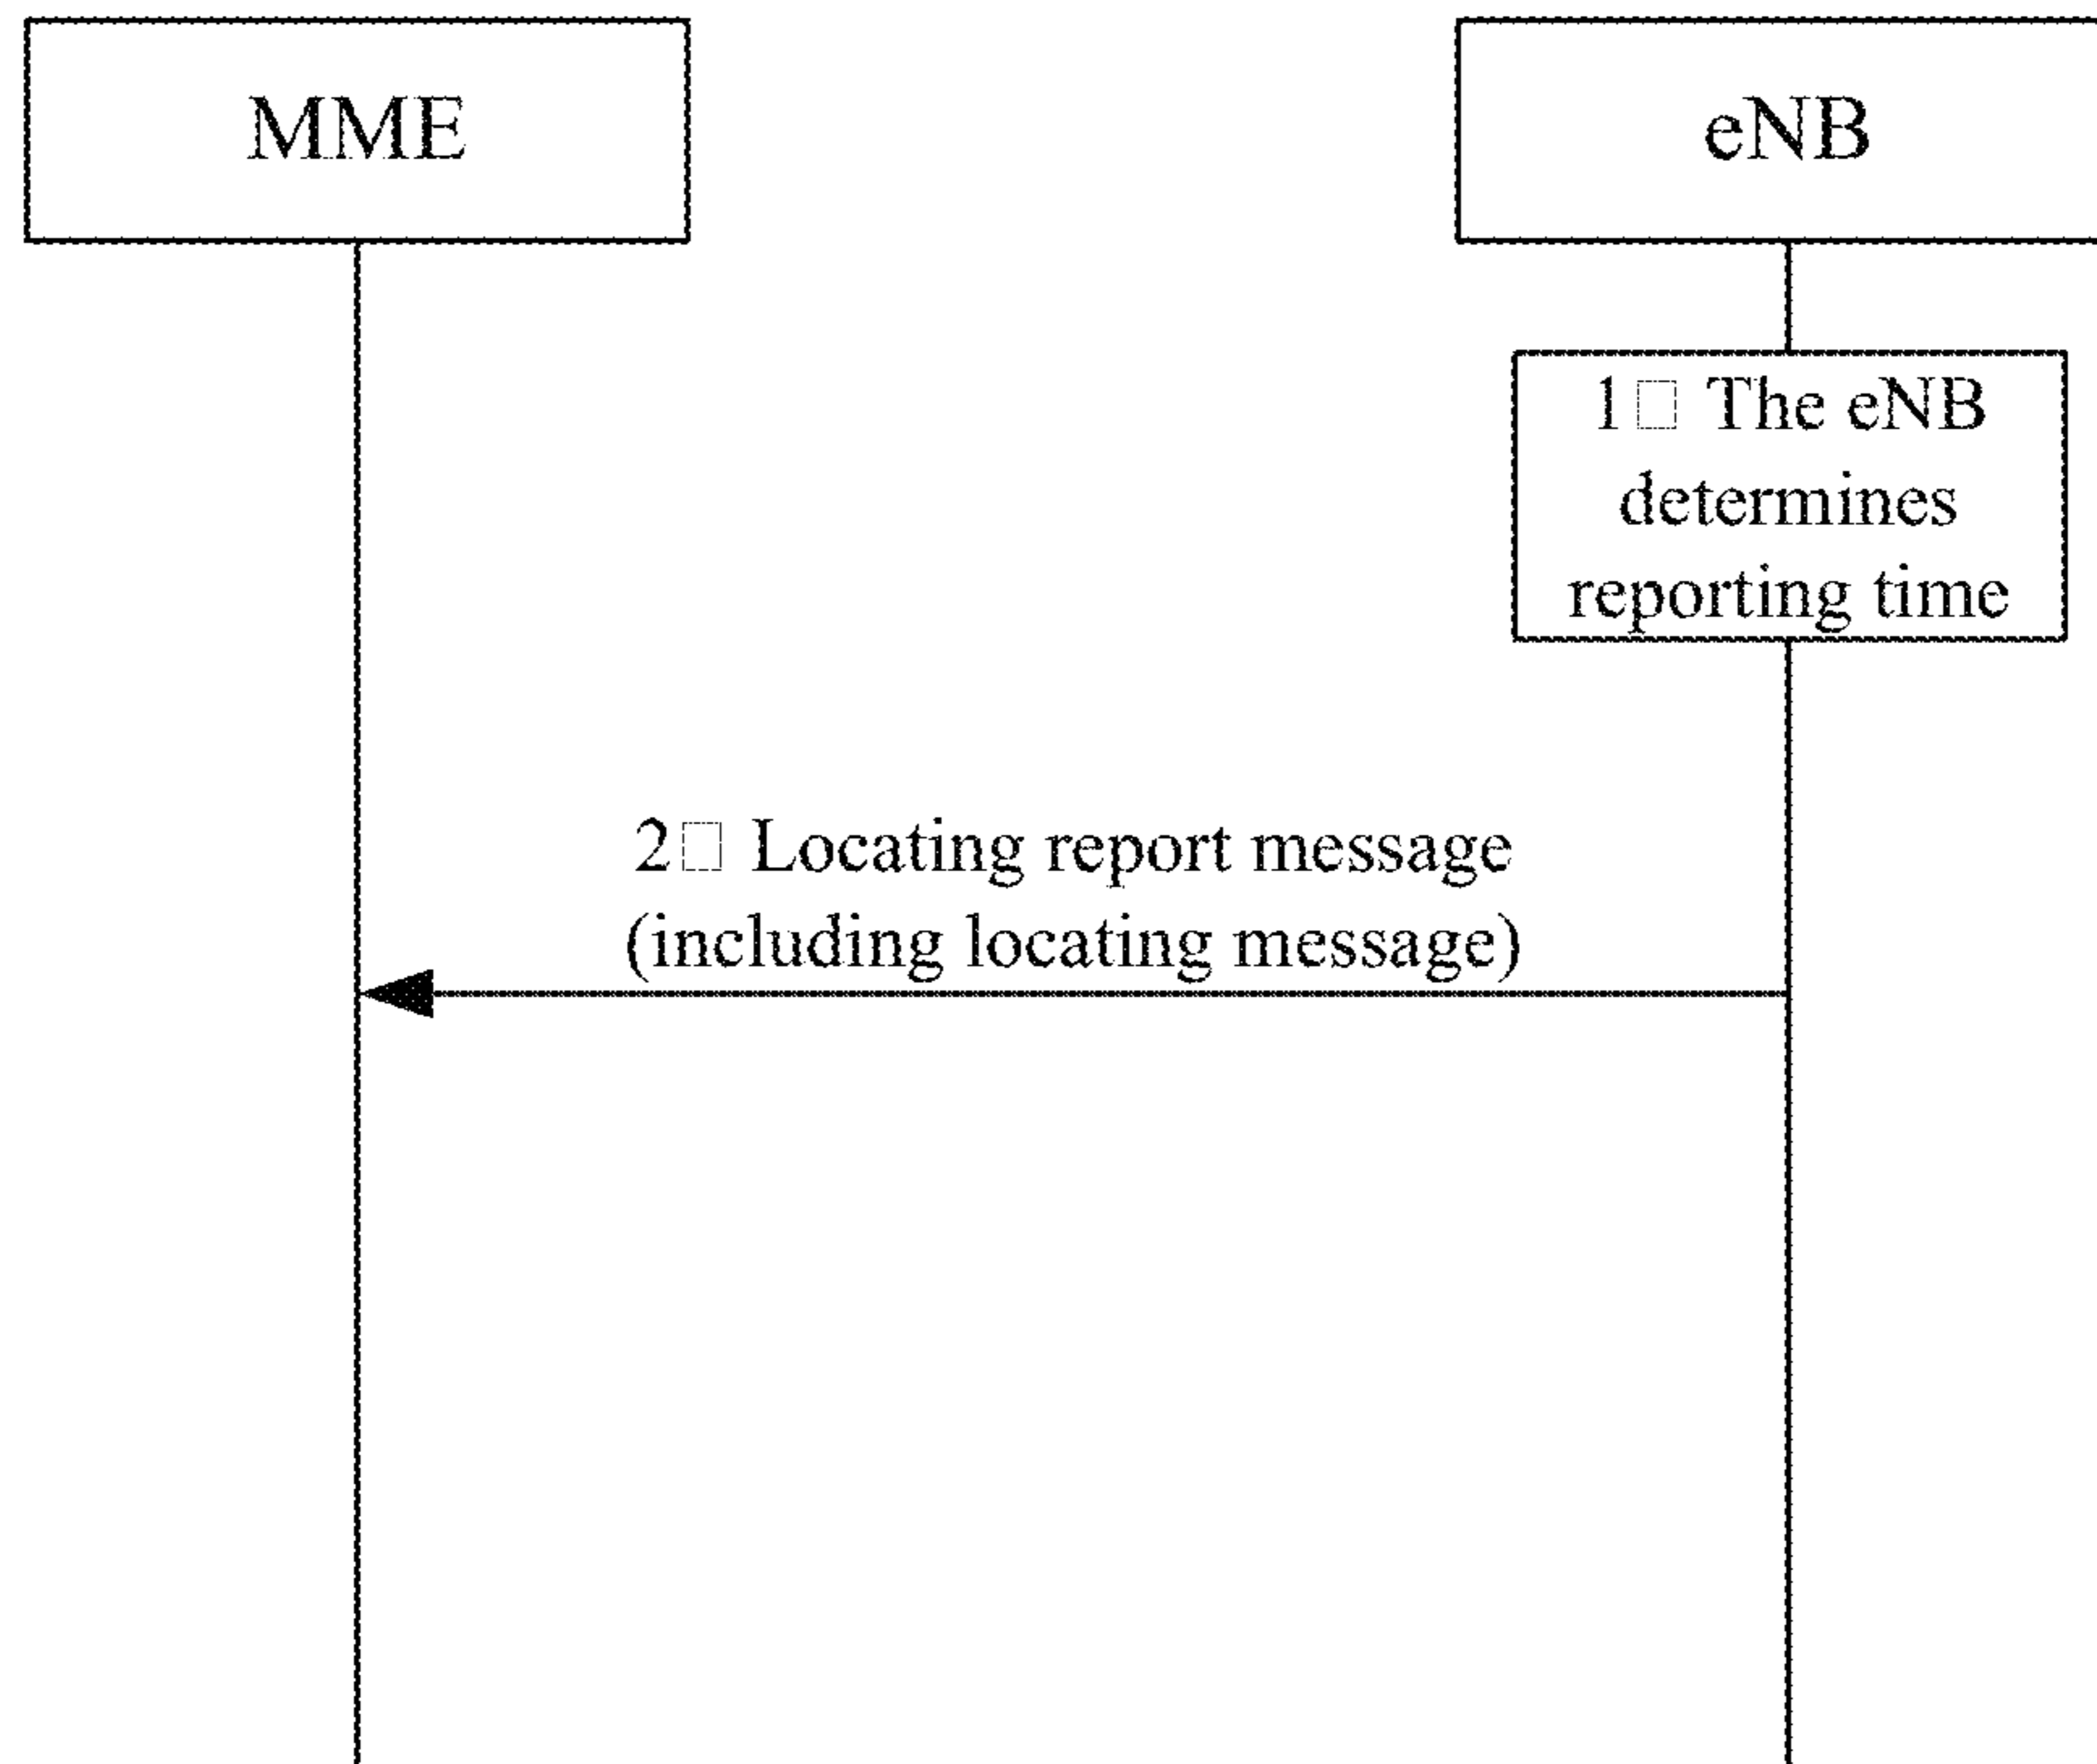 MME
eNB
1□ The eNB
determines
reporting time
2□ Locating report message
(including locating message)